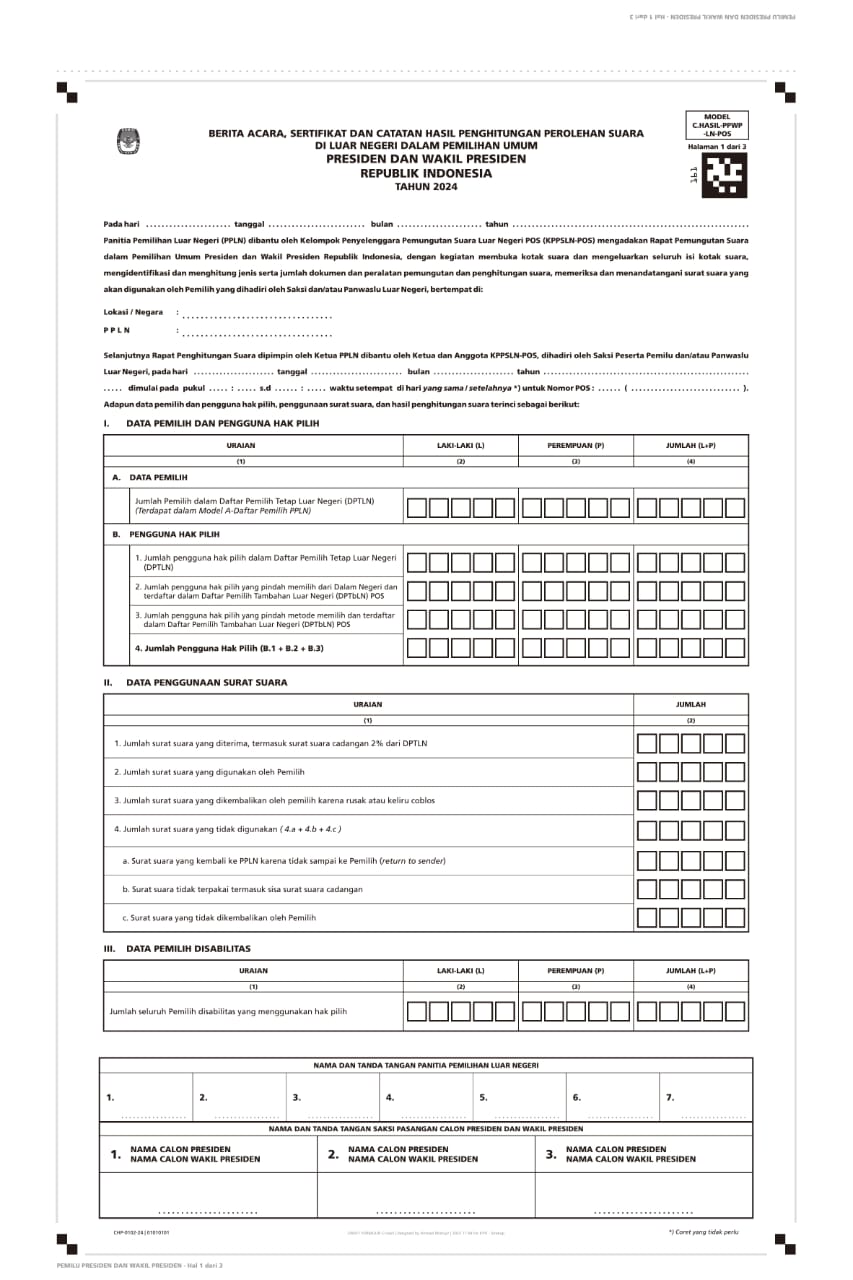 PEMILU PRESIDEN DAN WAKIL PRESIDEN - Hal 1 dari 3
MODEL
C.HASIL-PPWP
-LN-POS
Halaman 1 dari 3
BERITA ACARA, SERTIFIKAT DAN CATATAN HASIL PENGHITUNGAN PEROLEHAN SUARA
DI LUAR NEGERI DALAM PEMILIHAN UMUM
PRESIDEN DAN WAKIL PRESIDEN
REPUBLIK INDONESIA
TAHUN 2024
Pada hari ...................... tanggal ......................... bulan ...................... tahun .............................................................
Panitia Pemilihan Luar Negeri (PPLN) dibantu oleh Kelompok Penyelenggara Pemungutan Suara Luar Negeri POS (KPPSLN-POS) mengadakan Rapat Pemungutan Suara
dalam Pemilihan Umum Presiden dan Wakil Presiden Republik Indonesia, dengan kegiatan membuka kotak suara dan mengeluarkan seluruh isi kotak suara,
mengidentifikasi dan menghitung jenis serta jumlah dokumen dan peralatan pemungutan dan penghitungan suara, memeriksa dan menandatangani surat suara yang
akan digunakan oleh Pemilih yang dihadiri oleh Saksi dan/atau Panwaslu Luar Negeri, bertempat di:
Lokasi / Negara : ................................
P P L N : ................................
Selanjutnya Rapat Penghitungan Suara dipimpin oleh Ketua PPLN dibantu oleh Ketua dan Anggota KPPSLN-POS, dihadiri oleh Saksi Peserta Pemilu dan/atau Panwaslu
Luar Negeri, pada hari ..................... tanggal ........................ bulan ..................... tahun .....................................................
..... dimulai pada pukul ..... : ..... s.d ...... : ..... waktu setempat di hari yang sama / setelahnya *) untuk Nomor POS : ...... ( ............................ ).
Adapun data pemilih dan pengguna hak pilih, penggunaan surat suara, dan hasil penghitungan suara terinci sebagai berikut:
I. DATA PEMILIH DAN PENGGUNA HAK PILIH
URAIAN LAKI-LAKI (L) PEREMPUAN (P) JUMLAH (L+P)
(1) (2) (3) (4)
A. DATA PEMILIH
Jumlah Pemilih dalam Daftar Pemilih Tetap Luar Negeri (DPTLN)
(Terdapat dalam Model A-Daftar Pemilih PPLN)
B. PENGGUNA HAK PILIH
1. Jumlah pengguna hak pilih dalam Daftar Pemilih Tetap Luar Negeri
(DPTLN)
2. Jumlah pengguna hak pilih yang pindah memilih dari Dalam Negeri dan
terdaftar dalam Daftar Pemilih Tambahan Luar Negeri (DPTbLN) POS
3. Jumlah pengguna hak pilih yang pindah metode memilih dan terdaftar
dalam Daftar Pemilih Tambahan Luar Negeri (DPTbLN) POS
4. Jumlah Pengguna Hak Pilih (B.1 + B.2 + B.3)
II. DATA PENGGUNAAN SURAT SUARA
URAIAN JUMLAH
(1) (2)
1. Jumlah surat suara yang diterima, termasuk surat suara cadangan 2% dari DPTLN
2. Jumlah surat suara yang digunakan oleh Pemilih
3. Jumlah surat suara yang dikembalikan oleh pemilih karena rusak atau keliru coblos
4. Jumlah surat suara yang tidak digunakan ( 4.a + 4.b + 4.c )
a. Surat suara yang kembali ke PPLN karena tidak sampai ke Pemilih (return to sender)
b. Surat suara tidak terpakai termasuk sisa surat suara cadangan
c. Surat suara yang tidak dikembalikan oleh Pemilih
III. DATA PEMILIH DISABILITAS
URAIAN LAKI-LAKI (L) PEREMPUAN (P) JUMLAH (L+P)
(1) (2) (3) (4)
Jumlah seluruh Pemilih disabilitas yang menggunakan hak pilih
NAMA DAN TANDA TANGAN PANITIA PEMILIHAN LUAR NEGERI
1. 2. 3. 4. 5. 6. 7.
NAMA DAN TANDA TANGAN SAKSI PASANGAN CALON PRESIDEN DAN WAKIL PRESIDEN
1. NAMA CALON PRESIDEN
NAMA CALON WAKIL PRESIDEN
2. NAMA CALON PRESIDEN
NAMA CALON WAKIL PRESIDEN
3. NAMA CALON PRESIDEN
NAMA CALON WAKIL PRESIDEN
CHP-0102-24|01010101
*) Coret yang tidak perlu
PEMILU PRESIDEN DAN WAKIL PRESIDEN - Hal 1 dari 3